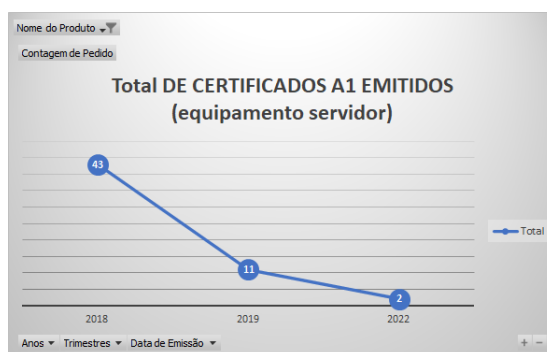 Nome do Produto
Contagem de Pedido
Total DE CERTIFICADOS A1 EMITIDOS
(equipamento servidor)
43
11
2
Total
2018 2019 2022
Anos Trimestres Data de Emissão + -